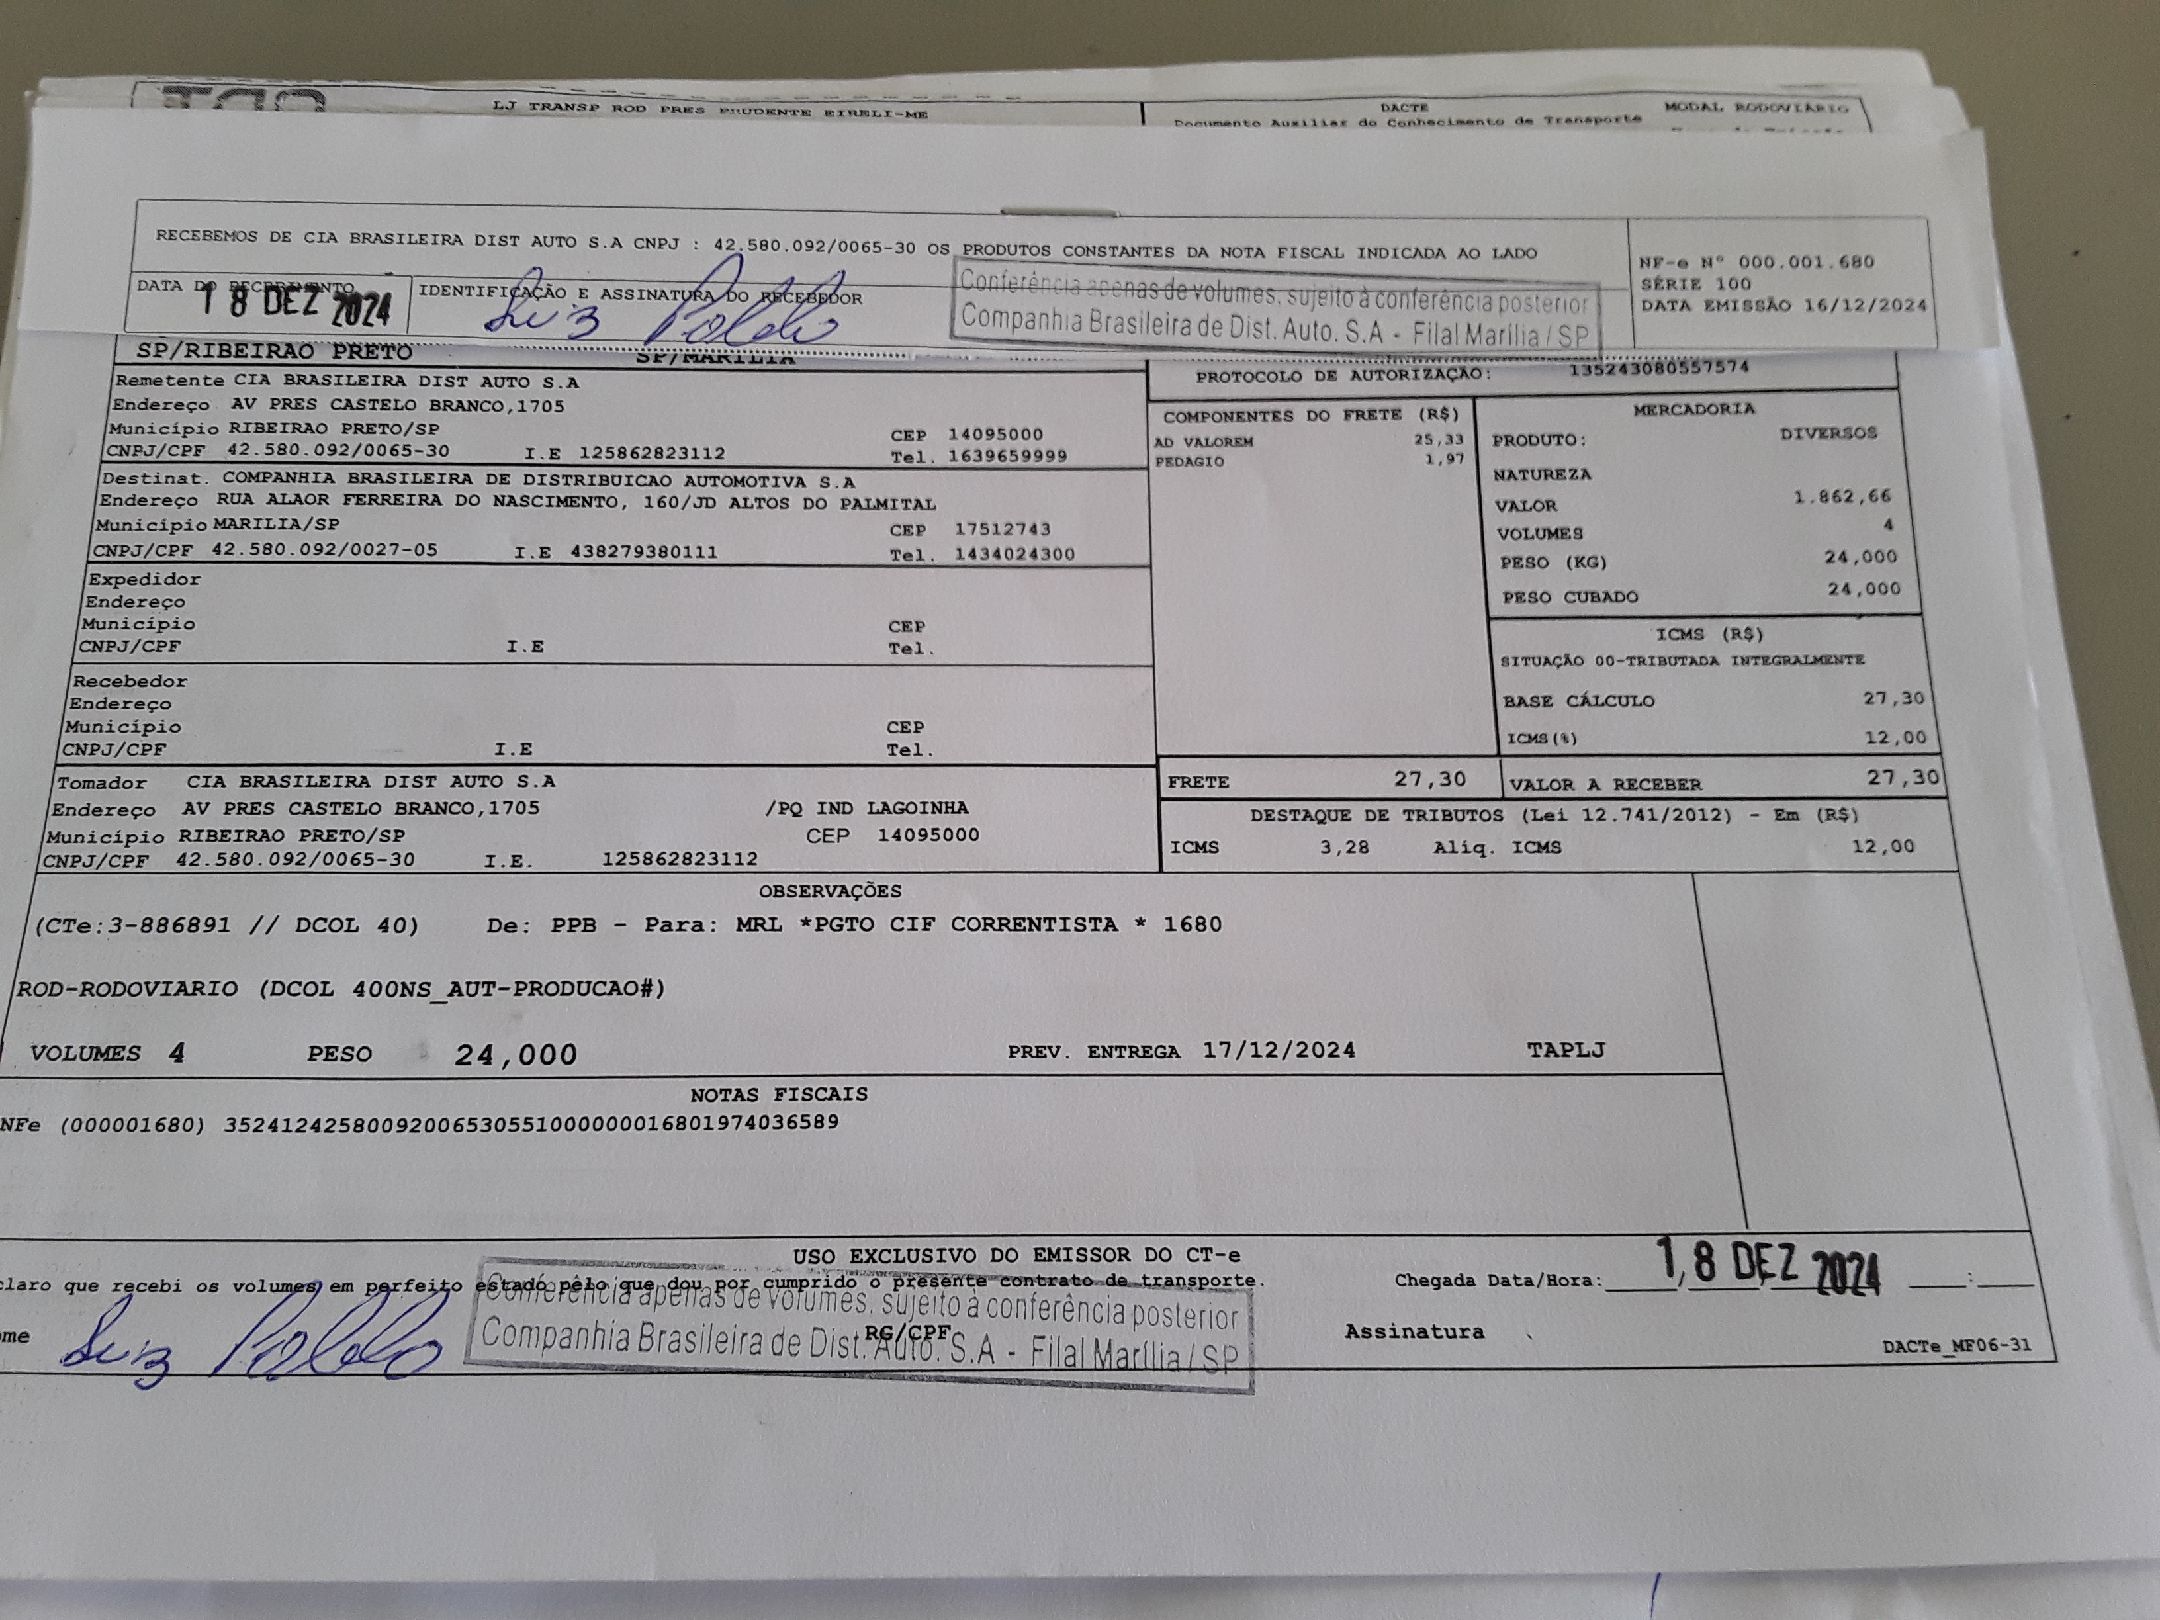 LJ TRANSP ROD PRES PRUDENTE EIRELI-ME
DACTE
MODAL RODOVIÁRIO
Documento Auxiliar do Conhecimento de Transporte
RECEBEMOS DE CIA BRASILEIRA DIST AUTO S.A CNPJ : 42.580.092/0065-30 OS PRODUTOS CONSTANTES DA NOTA FISCAL INDICADA AO LADO
NF-e Nº 000.001.680
SÉRIE 100
DATA EMISSÃO 16/12/2024
DATA DO RECEBIMENTO
18 DEZ 2024
IDENTIFICAÇÃO E ASSINATURA DO RECEBEDOR
Luiz
Conferência apenas de volumes, sujeito à conferência posterior
Companhia Brasileira de Dist. Auto. S.A - Filal Marília / SP
SP/RIBEIRAO PRETO SP/MARILIA
PROTOCOLO DE AUTORIZAÇÃO: 135243080557574
Remetente CIA BRASILEIRA DIST AUTO S.A
Endereço AV PRES CASTELO BRANCO,1705
Município RIBEIRAO PRETO/SP CEP 14095000
CNPJ/CPF 42.580.092/0065-30 I.E 125862823112 Tel. 1639659999
Destinat. COMPANHIA BRASILEIRA DE DISTRIBUICAO AUTOMOTIVA S.A
Endereço RUA ALAOR FERREIRA DO NASCIMENTO, 160/JD ALTOS DO PALMITAL
Município MARILIA/SP CEP 17512743
CNPJ/CPF 42.580.092/0027-05 I.E 438279380111 Tel. 1434024300
Expedidor
Endereço
Município CEP
CNPJ/CPF I.E Tel.
Recebedor
Endereço
Município CEP
CNPJ/CPF I.E Tel.
Tomador CIA BRASILEIRA DIST AUTO S.A
Endereço AV PRES CASTELO BRANCO,1705 /PQ IND LAGOINHA
Município RIBEIRAO PRETO/SP CEP 14095000
CNPJ/CPF 42.580.092/0065-30 I.E. 125862823112
COMPONENTES DO FRETE (R$)
AD VALOREM 25,33
PEDAGIO 1,97
MERCADORIA
PRODUTO: DIVERSOS
NATUREZA
VALOR 1.862,66
VOLUMES 4
PESO (KG) 24,000
PESO CUBADO 24,000
ICMS (R$)
SITUAÇÃO 00-TRIBUTADA INTEGRALMENTE
BASE CÁLCULO 27,30
ICMS(%) 12,00
FRETE 27,30 VALOR A RECEBER 27,30
DESTAQUE DE TRIBUTOS (Lei 12.741/2012) - Em (R$)
ICMS 3,28 Aliq. ICMS 12,00
OBSERVAÇÕES
(CTe:3-886891 // DCOL 40) De: PPB - Para: MRL *PGTO CIF CORRENTISTA * 1680
ROD-RODOVIARIO (DCOL 400NS_AUT-PRODUCAO#)
VOLUMES 4 PESO 24,000 PREV. ENTREGA 17/12/2024 TAPLJ
NOTAS FISCAIS
NFe (000001680) 35241242580092006530551000000016801974036589
USO EXCLUSIVO DO EMISSOR DO CT-e
claro que recebi os volumes em perfeito estado pelo que dou por cumprido o presente contrato de transporte.
Chegada Data/Hora: 18 DEZ 2024
Conferência apenas de volumes, sujeito à conferência posterior
Companhia Brasileira de Dist. Auto. S.A - Filal Marília / SP
ome Luiz RG/CPF Assinatura
DACTe_MF06-31